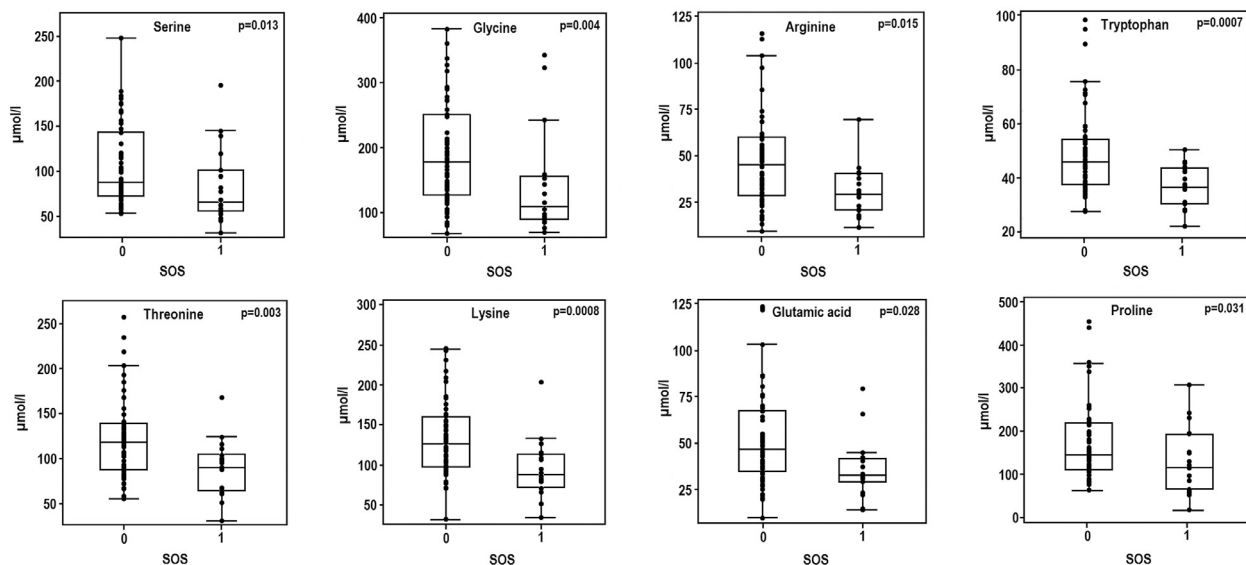 Serine p=0.013
250
200
150
100
50
µmol/l
0 1
SOS
Glycine p=0.004
400
300
200
100
µmol/l
0 1
SOS
Arginine p=0.015
125
100
75
50
25
µmol/l
0 1
SOS
Tryptophan p=0.0007
100
80
60
40
20
µmol/l
0 1
SOS
Threonine p=0.003
250
200
150
100
50
µmol/l
0 1
SOS
Lysine p=0.0008
300
250
200
150
100
50
µmol/l
0 1
SOS
Glutamic acid p=0.028
125
100
75
50
25
µmol/l
0 1
SOS
Proline p=0.031
500
400
300
200
100
0
µmol/l
0 1
SOS